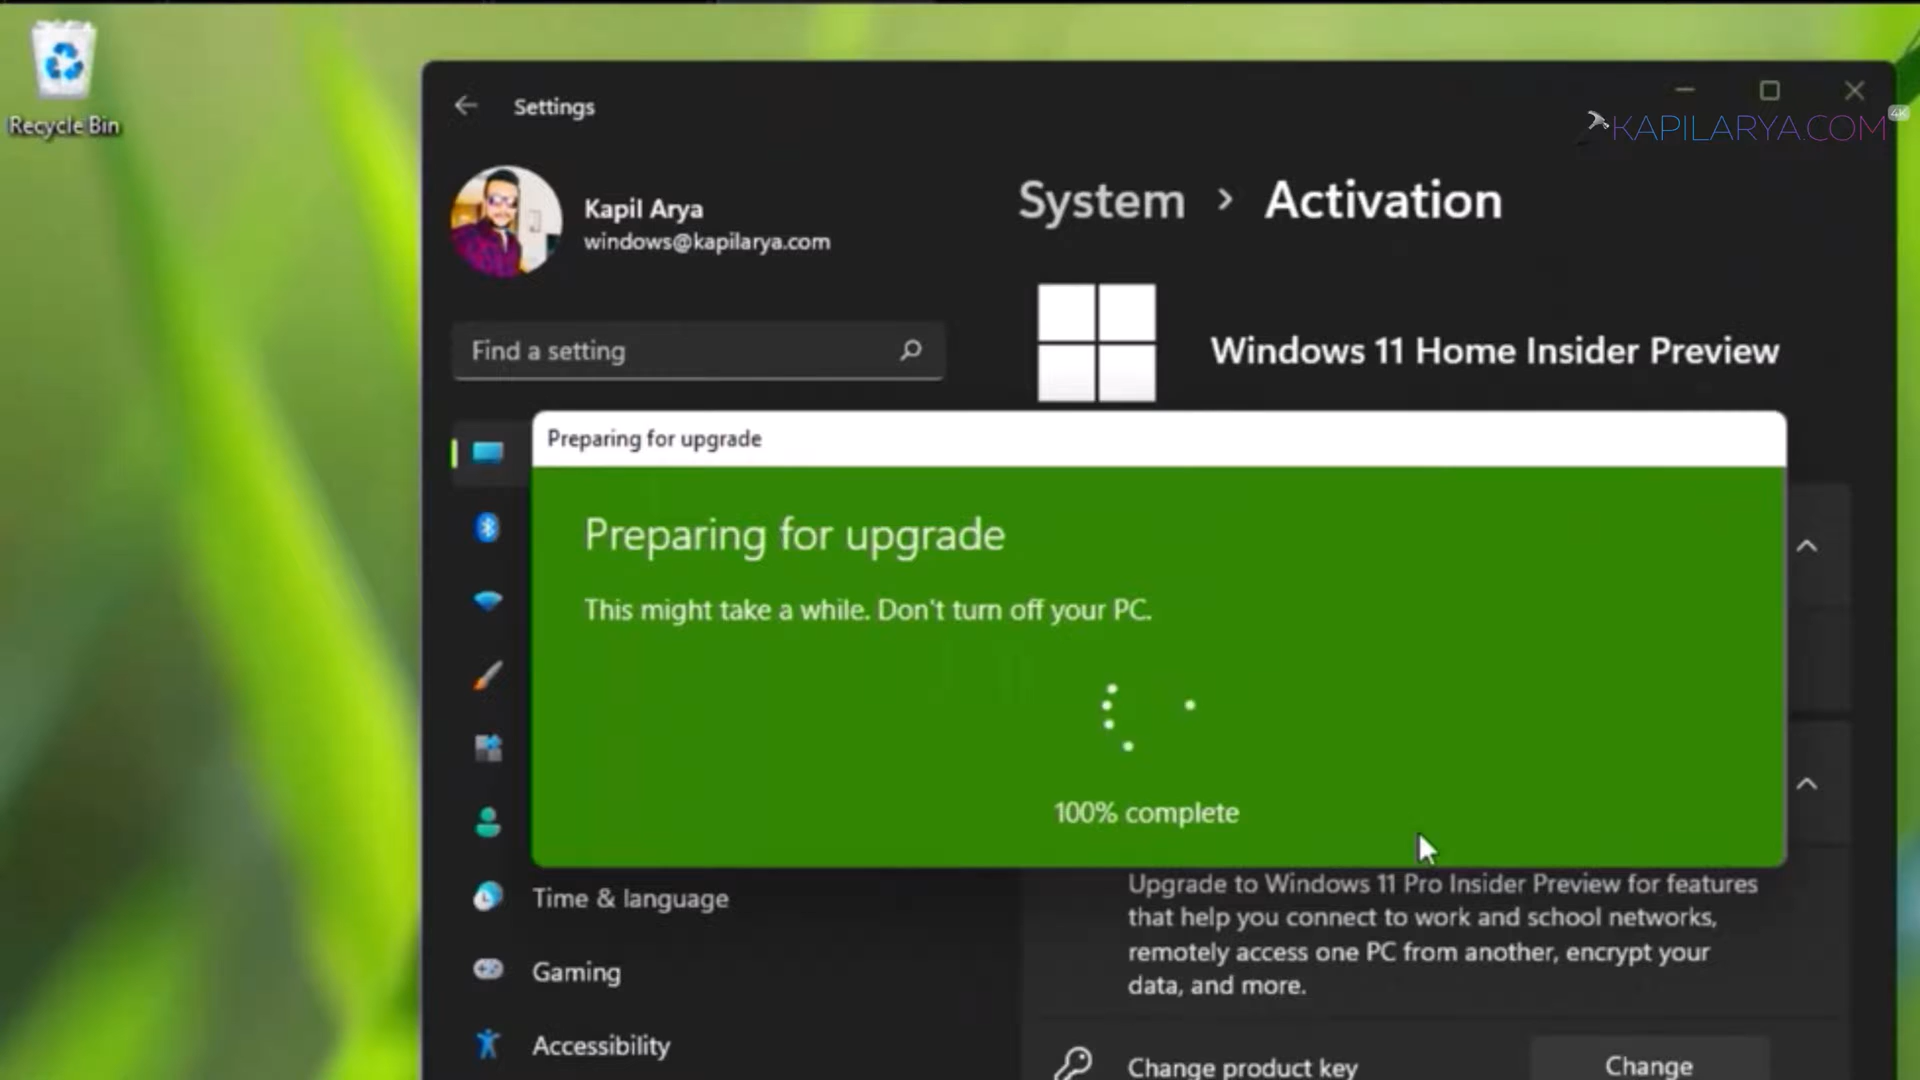 Recycle Bin
Settings
KAPILARYA.COM
4K
Kapil Arya
windows@kapilarya.com
System > Activation
Find a setting
Windows 11 Home Insider Preview
Preparing for upgrade
Preparing for upgrade
This might take a while. Don't turn off your PC.
100% complete
Time & language
Gaming
Accessibility
Upgrade to Windows 11 Pro Insider Preview for features
that help you connect to work and school networks,
remotely access one PC from another, encrypt your
data, and more.
Change product key
Change